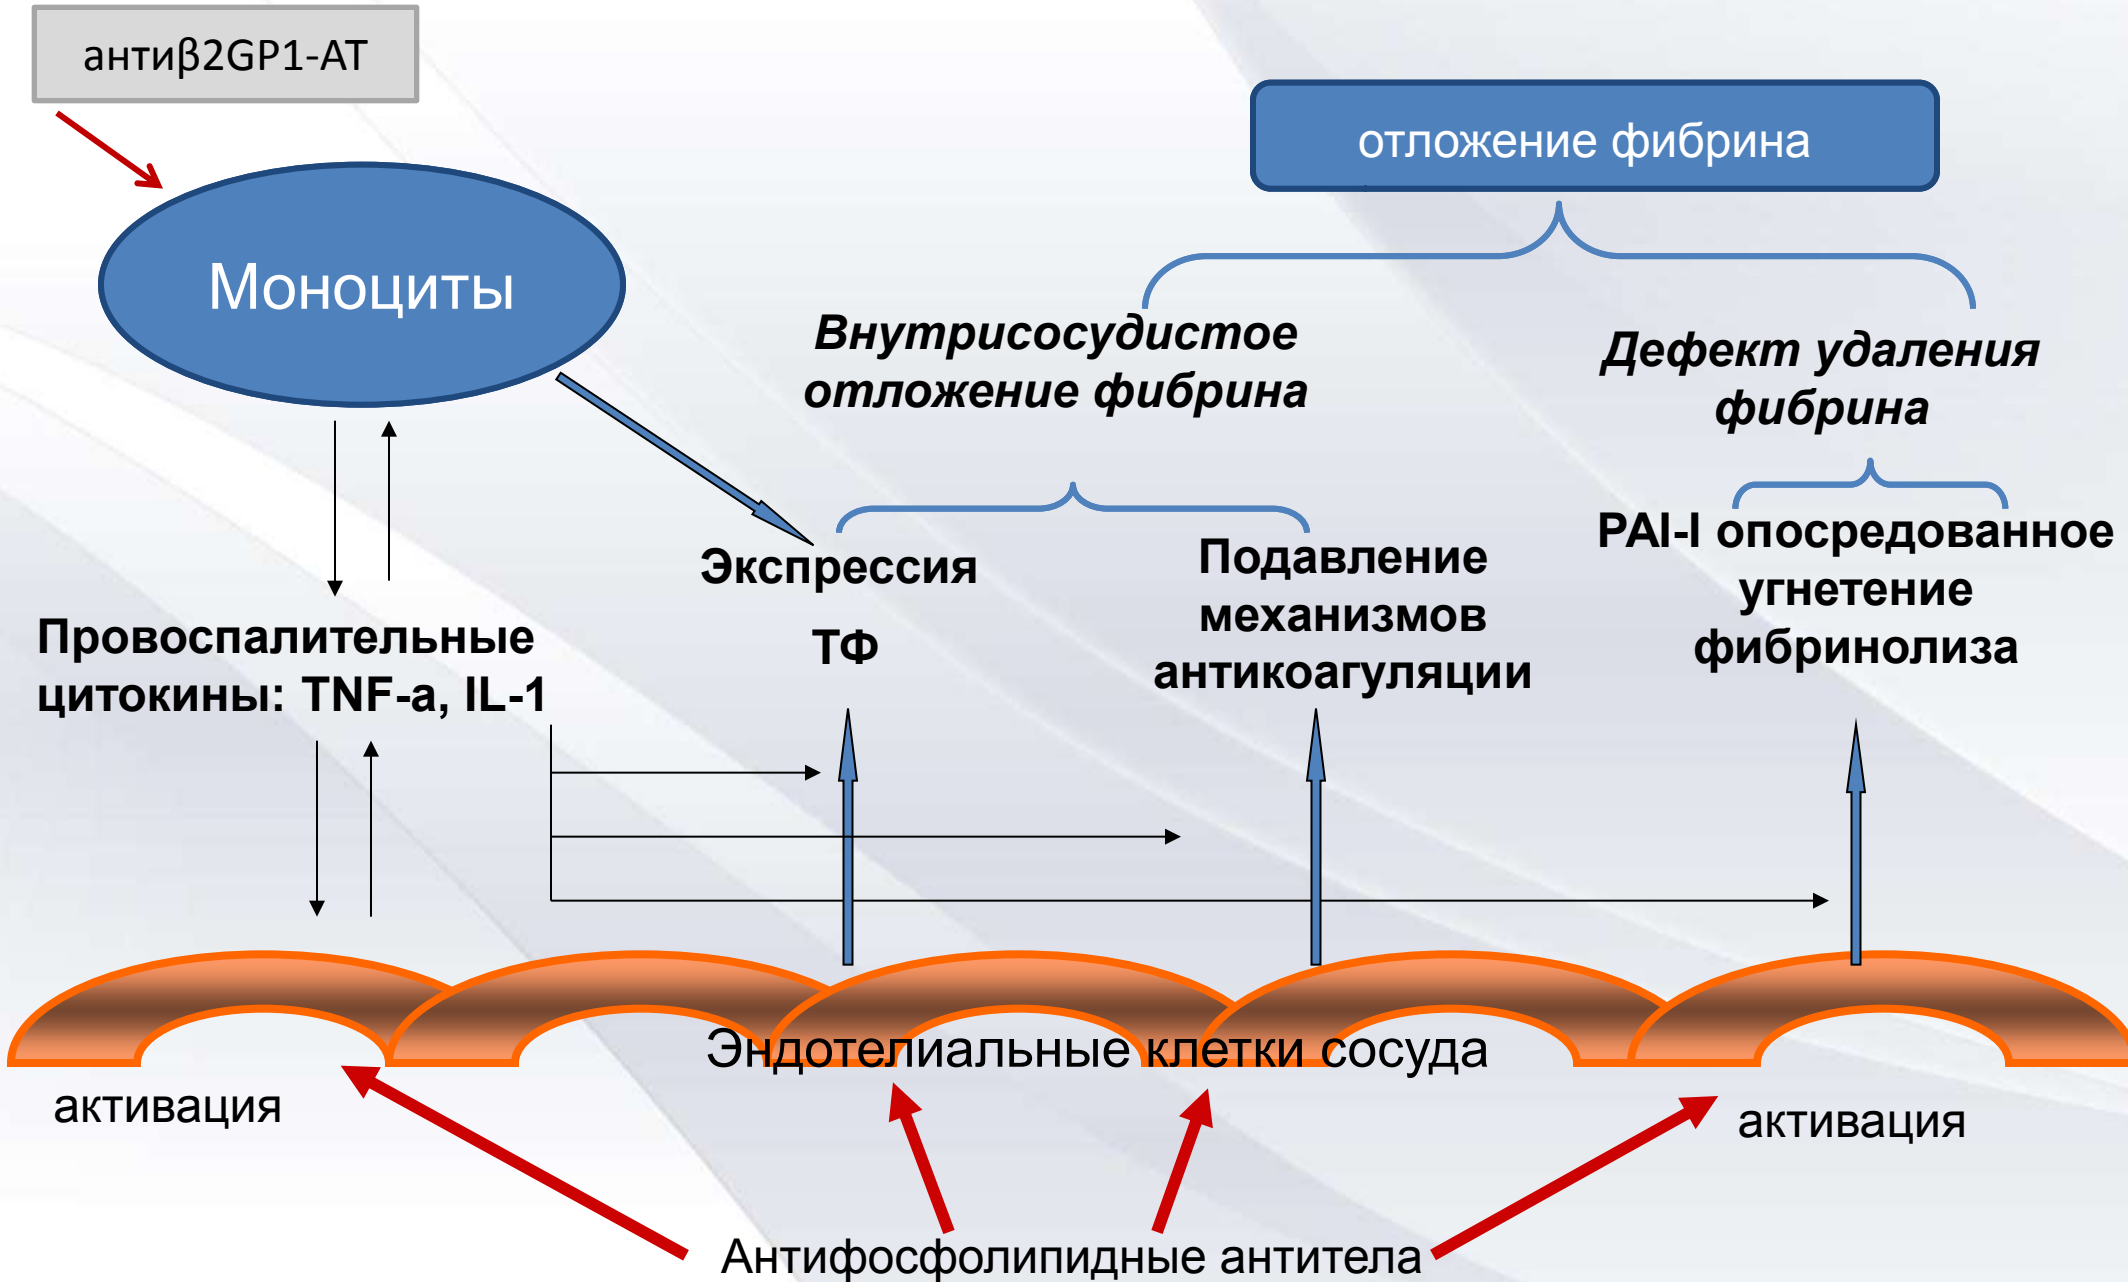 антиβ2GP1-АТ
отложение фибрина
Моноциты
Внутрисосудистое
отложение фибрина
Дефект удаления
фибрина
Экспрессия
ТФ
Подавление
механизмов
антикоагуляции
PAI-I опосредованное
угнетение
фибринолиза
Провоспалительные
цитокины: TNF-a, IL-1
Эндотелиальные клетки сосуда
активация
активация
Антифосфолипидные антитела